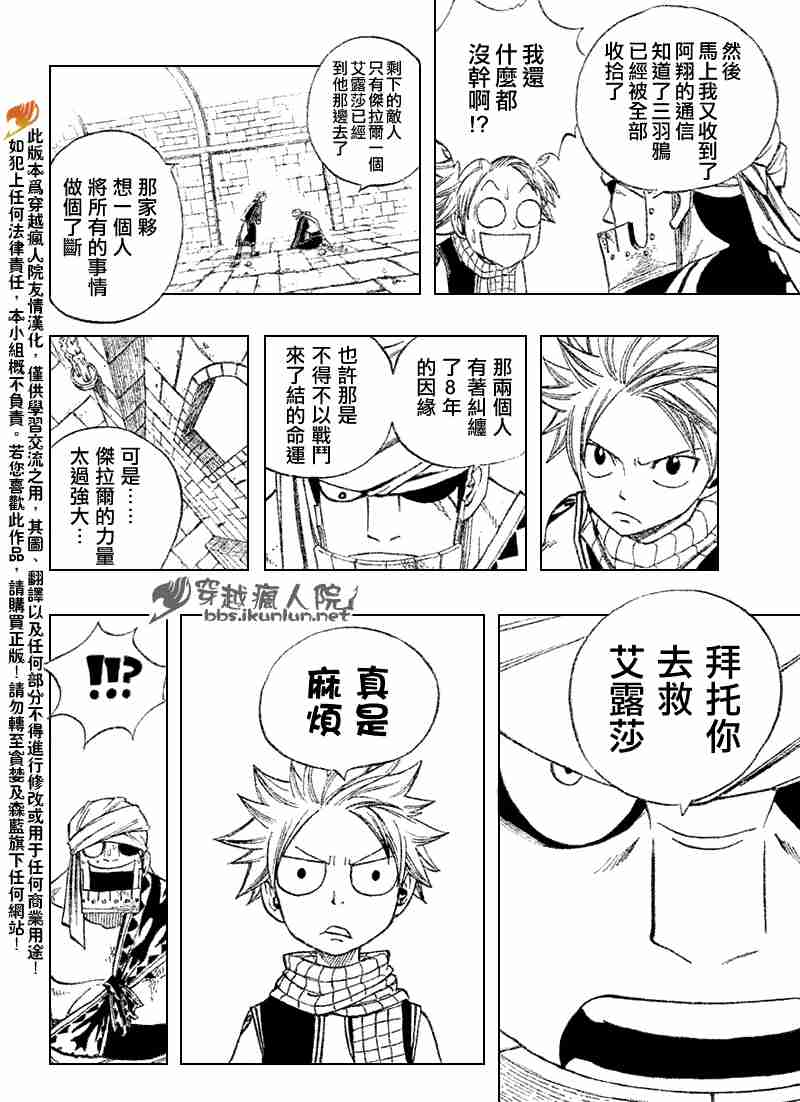 然後
馬上我又收到了
阿翔的通信
知道了三羽鴉
已經被全部
收拾了
我還
什麼都
沒幹啊!?
剩下的敵人
只有傑拉爾一個
艾露莎已經
到他那邊去了
那家夥
想一個人
將所有的事情
做個了斷
那兩個人
有著糾纏
了8年
的因緣
也許那是
不得不以戰鬥
來了結的命運
可是……
傑拉爾的力量
太過強大…
拜托你
去救
艾露莎
真是
麻煩
!!?
穿越瘋人院
bbs.ikunlun.net
此版本爲穿越瘋人院友情漢化，僅供學習交流之用，其圖、翻譯以及任何部分不得進行修改或用于任何商業用途！
如犯上任何法律責任，本小組概不負責。若您喜歡此作品，請購買正版！請勿轉至貪婪及森藍旗下任何網站！